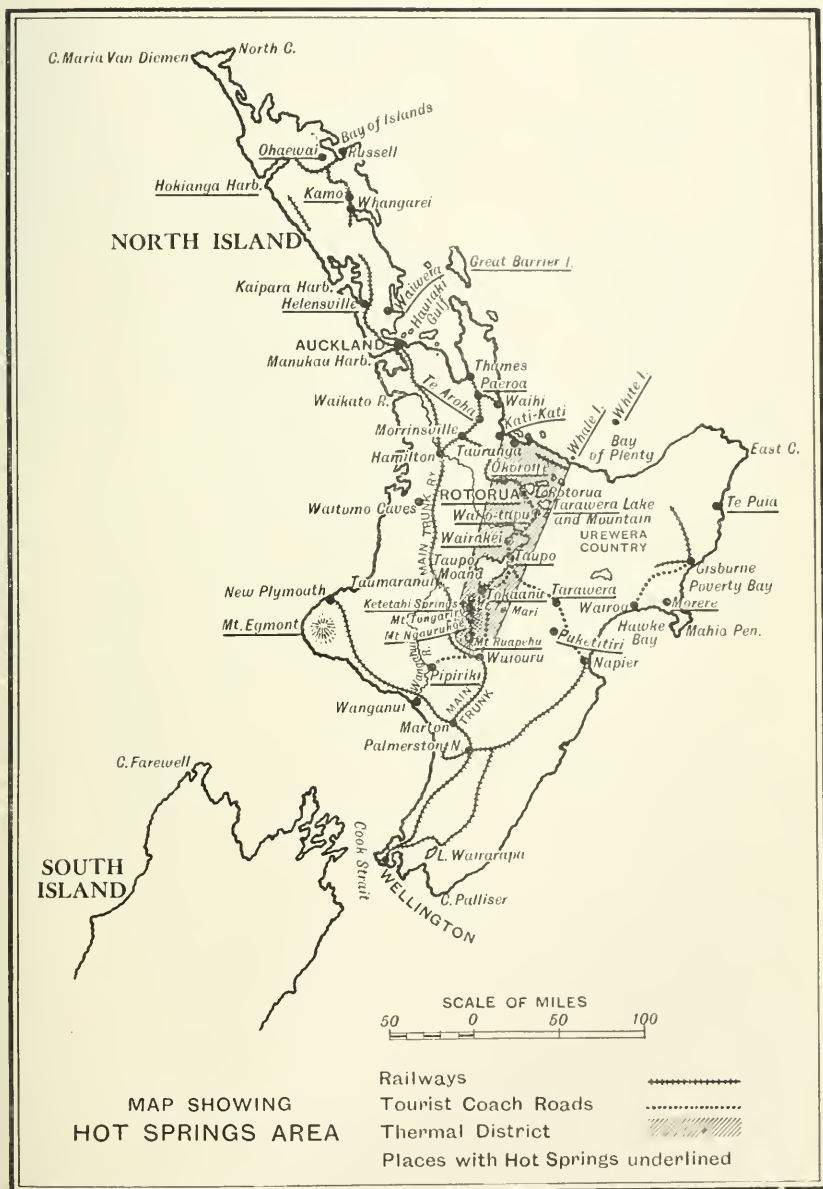 C. Maria Van Diemen
North C.
Bay of Islands
Ohaewai
Russell
Hokianga Harb.
Kamo
Whangarei
NORTH ISLAND
Great Barrier I.
Kaipara Harb.
Waiwera
Helensville
Hauraki
Gulf
AUCKLAND
Manukau Harb.
Thames
Paeroa
Te Aroha
Waihi
Waikato R.
Kati-Kati
White I.
Whale I.
Morrinsville
Bay
of Plenty
East C.
Hamilton
Tauranga
Okoroire
ROTORUA
L. Rotorua
Waitomo Caves
MAIN TRUNK RY
Tarawera Lake
and Mountain
Te Puia
UREWERA
COUNTRY
Wairakei
Taupo
Taupo
Moana
Gisburne
Poverty Bay
Taumaranui
New Plymouth
Tokaanu
Tarawera
Ketetahi Springs
Mari
Wairoa
Morere
Mt. Egmont
Mt. Ngauruhoe
Hawke
Bay
Mahia Pen.
Mt. Ruapehu
Puketitiri
Waiouru
Napier
Pipiriki
Wanganui R.
Wanganui
MAIN
TRUNK
Marton
Palmerston N.
C. Farewell
Cook Strait
L. Wairarapa
SOUTH
ISLAND
WELLINGTON
C. Palliser
SCALE OF MILES
50 0 50 100
Railways
Tourist Coach Roads
Thermal District
Places with Hot Springs underlined
MAP SHOWING
HOT SPRINGS AREA